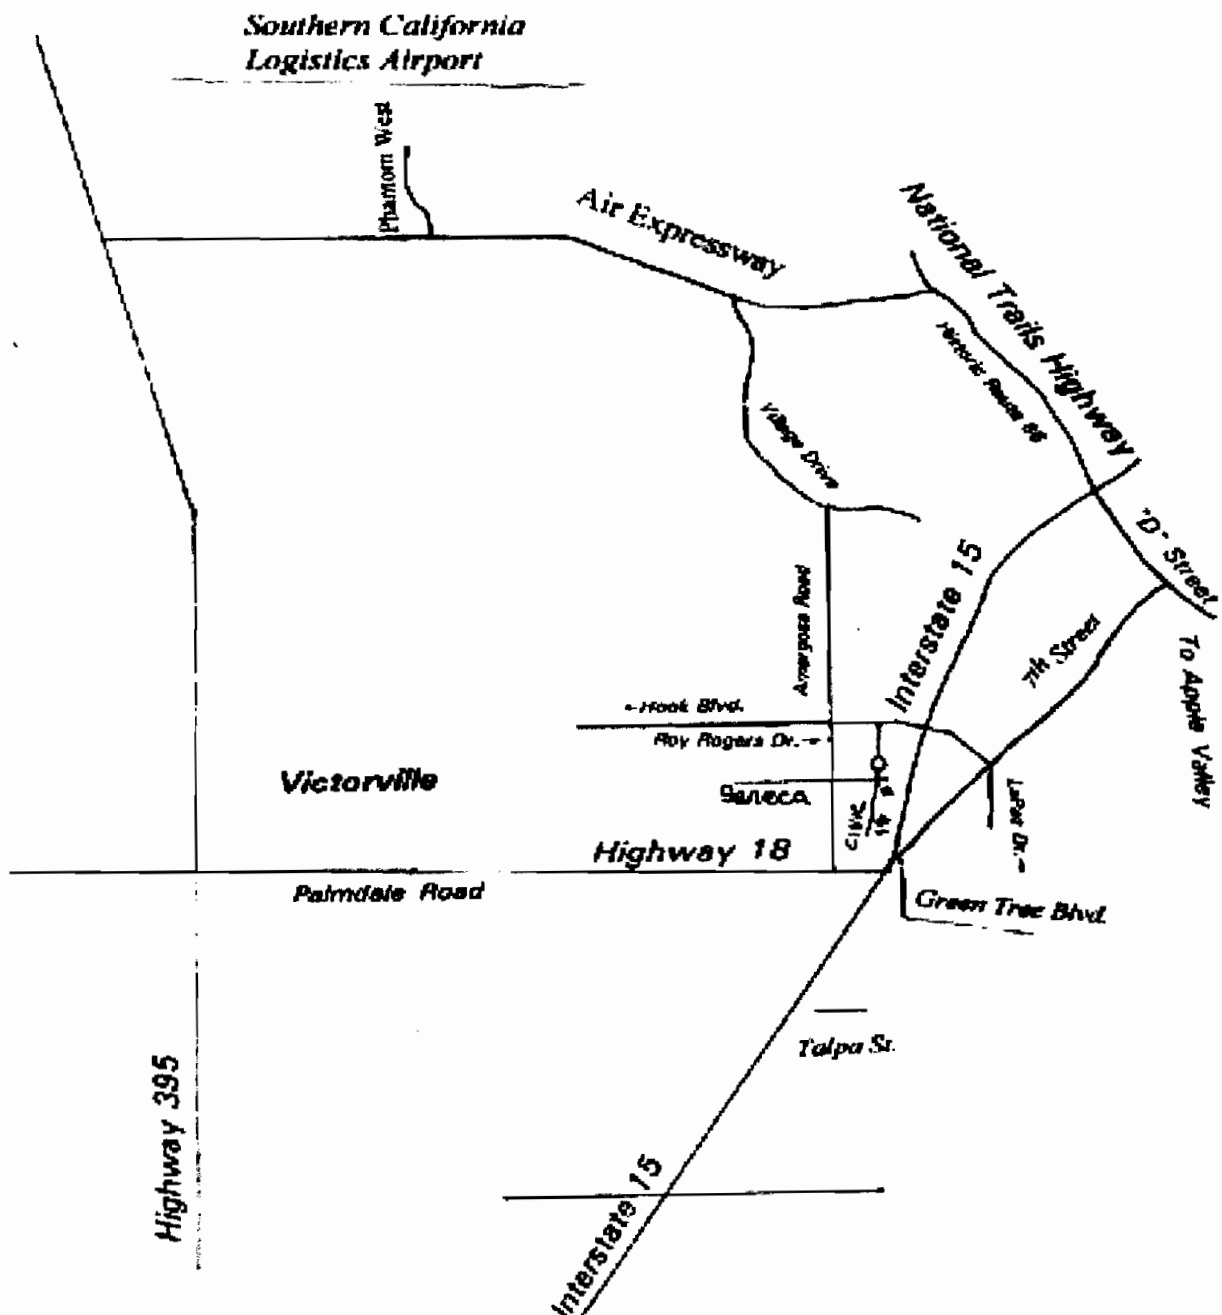 Southern California
Logistics Airport
Phantom West
Air Expressway
National Trails Highway
Historic Route 66
Village Drive
"D" Street
Interstate 15
Amargosa Road
7th Street
To Apple Valley
←Hook Blvd.
Roy Rogers Dr.→
Victorville
Seneca
CIVIC
LaPaz Dr.→
Highway 18
Palmdale Road
Green Tree Blvd.
Talpa St.
Highway 395
Interstate 15